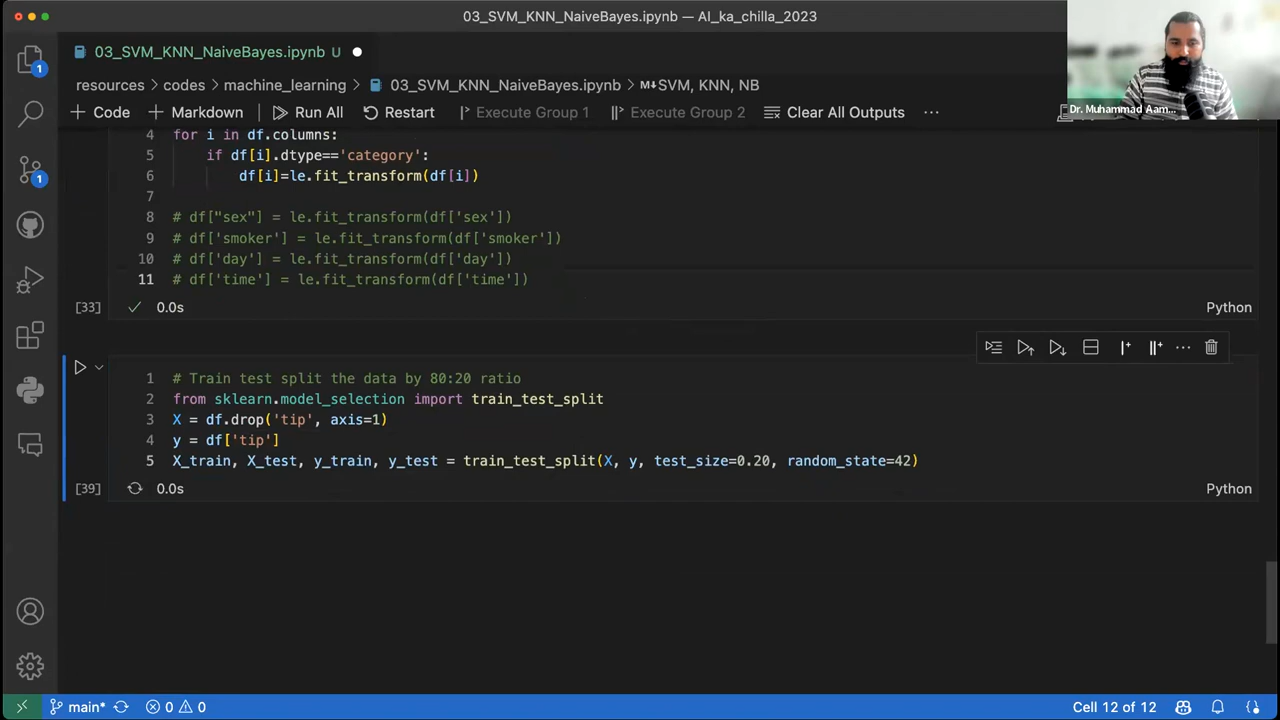 03_SVM_KNN_NaiveBayes.ipynb — AI_ka_chilla_2023
03_SVM_KNN_NaiveBayes.ipynb U
resources > codes > machine_learning > 03_SVM_KNN_NaiveBayes.ipynb > M↓SVM, KNN, NB
Dr. Muhammad Aam...
+ Code + Markdown Run All Restart Execute Group 1 Execute Group 2 Clear All Outputs ...
4 for i in df.columns:
5 if df[i].dtype=='category':
6 df[i]=le.fit_transform(df[i])
7
8 # df["sex"] = le.fit_transform(df['sex'])
9 # df['smoker'] = le.fit_transform(df['smoker'])
10 # df['day'] = le.fit_transform(df['day'])
11 # df['time'] = le.fit_transform(df['time'])
[33] 0.0s Python
1 # Train test split the data by 80:20 ratio
2 from sklearn.model_selection import train_test_split
3 X = df.drop('tip', axis=1)
4 y = df['tip']
5 X_train, X_test, y_train, y_test = train_test_split(X, y, test_size=0.20, random_state=42)
[39] 0.0s Python
1
1
main* 0 0 Cell 12 of 12